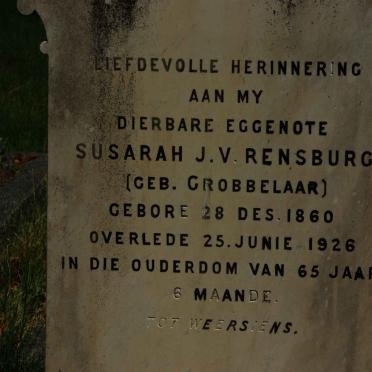 LIEFDEVOLLE HERINNERING
AAN MY
DIERBARE EGGENOTE
SUSARAH J.V. RENSBURG
(GEB. GROBBELAAR)
GEBORE 28 DES. 1860
OVERLEDE 25. JUNIE 1926
IN DIE OUDERDOM VAN 65 JAAR
6 MAANDE.
TOT WEERSIENS.